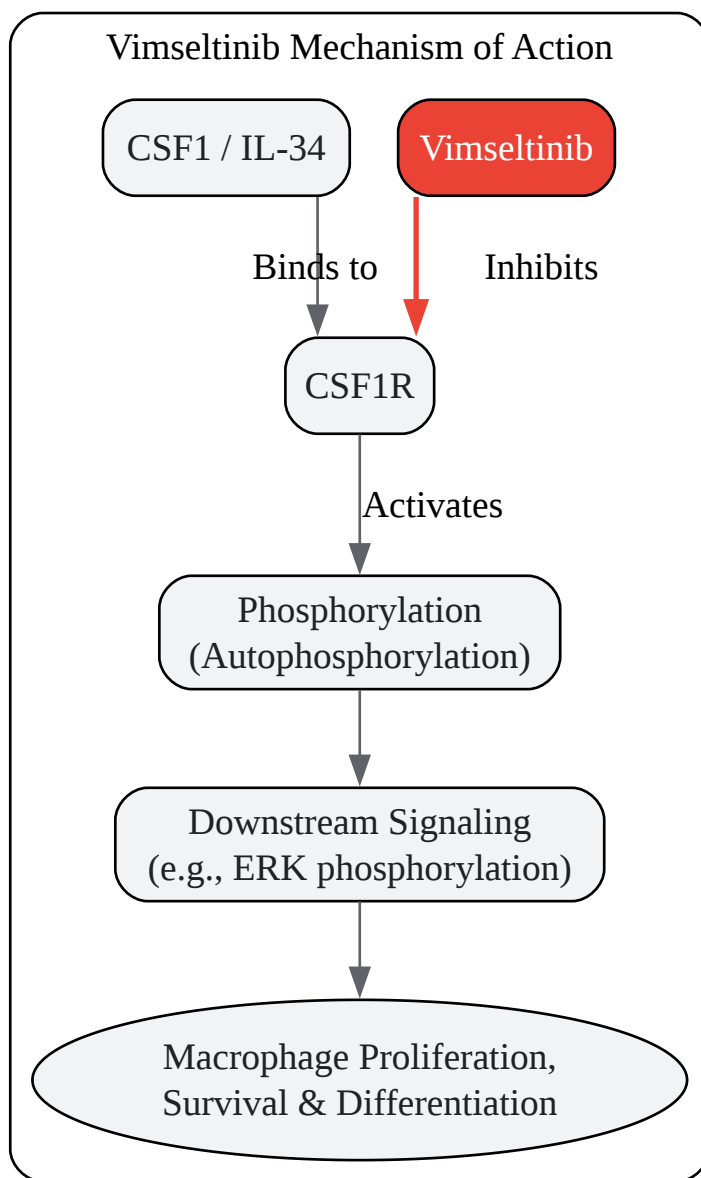 Vimseltinib Mechanism of Action
CSF1 / IL-34
Vimseltinib
Binds to
Inhibits
CSF1R
Activates
Phosphorylation
(Autophosphorylation)
Downstream Signaling
(e.g., ERK phosphorylation)
Macrophage Proliferation,
Survival & Differentiation